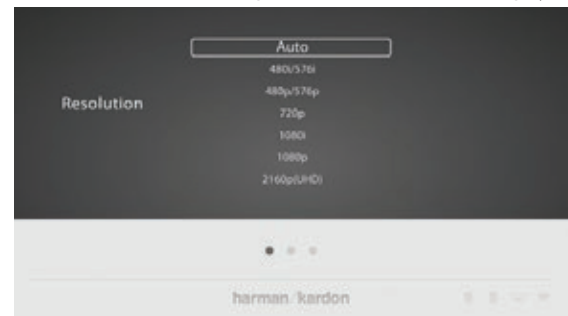 Auto
480i/576i
480p/576p
Resolution
720p
1080i
1080p
2160p(UHD)
harman/kardon